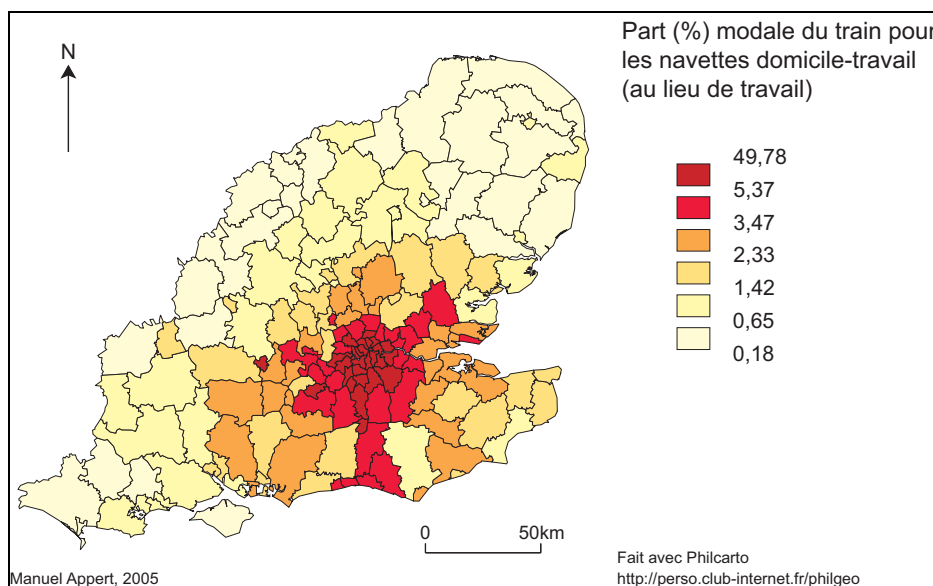 Part (%) modale du train pour
les navettes domicile-travail
(au lieu de travail)
N
49,78
5,37
3,47
2,33
1,42
0,65
0,18
0 50km
Manuel Appert, 2005
Fait avec Philcarto
http://perso.club-internet.fr/philgeo